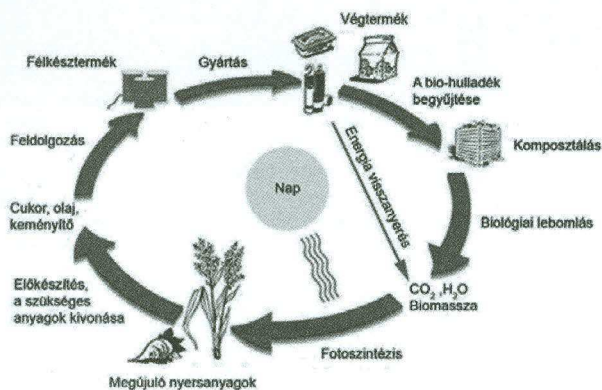 Végtermék
Félkésztermék
Gyártás
A bio-hulladék
begyűjtése
Feldolgozás
Energia visszanyerés
Komposztálás
Nap
Cukor, olaj,
keményítő
Biológiai lebomlás
Előkészítés,
a szükséges
anyagok kivonása
CO₂ ,H₂O
Biomassza
Fotoszintézis
Megújuló nyersanyagok